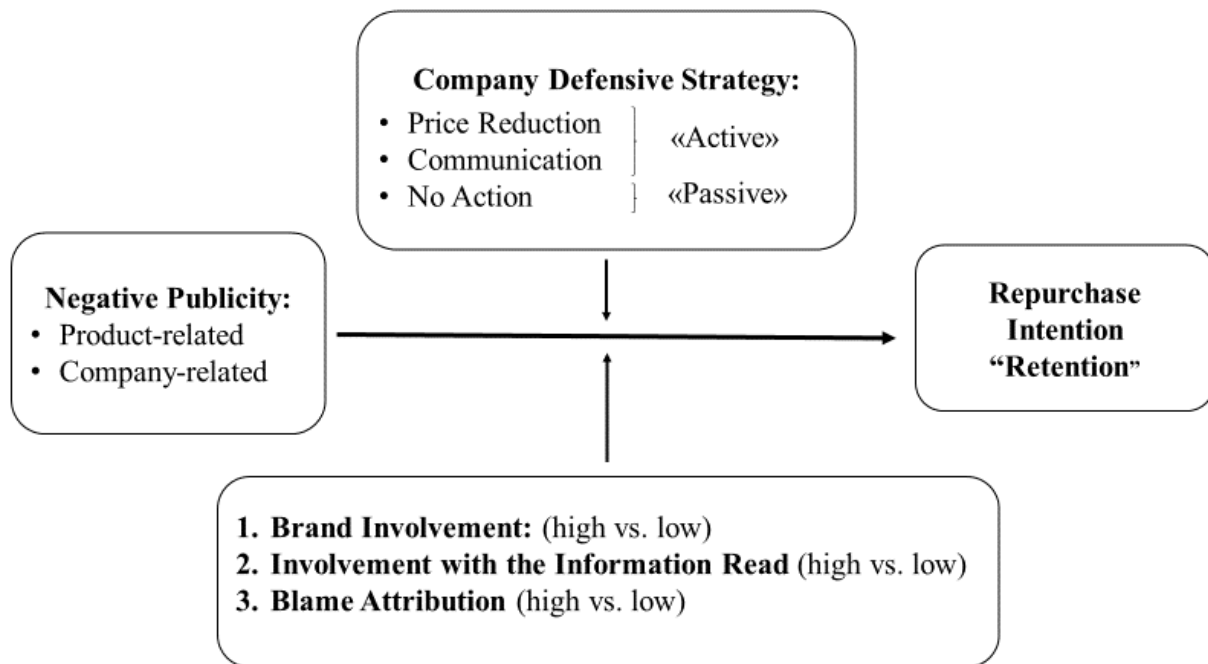 Company Defensive Strategy:
• Price Reduction
• Communication
«Active»
• No Action
«Passive»
Negative Publicity:
• Product-related
• Company-related
Repurchase
Intention
“Retention”
1. Brand Involvement: (high vs. low)
2. Involvement with the Information Read (high vs. low)
3. Blame Attribution (high vs. low)